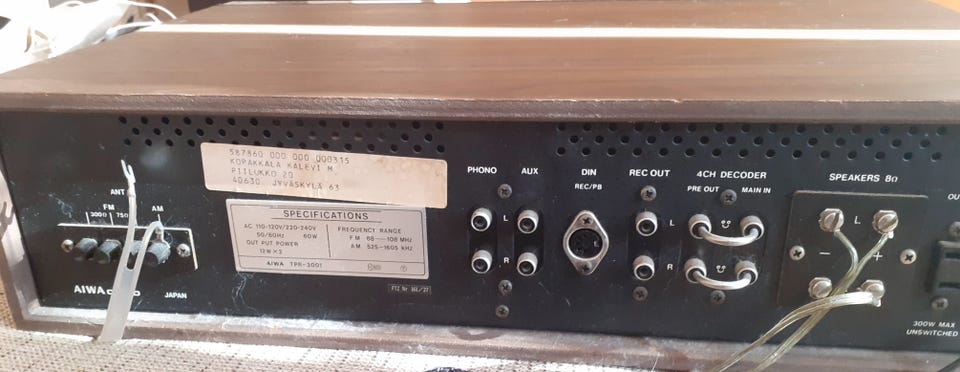 587860 000 000 000315
KOPAKKALA KALEVI M
PIILUKKO 20
40630 JYVÄSKYLÄ 63
ANT
FM AM
300Ω 75Ω
AIWA
JAPAN
SPECIFICATIONS
AC 110-120V/220-240V
50/60HZ 60W
OUT PUT POWER
12W×2
FREQUENCY RANGE
FM 88—108 MHz
AM 525-1605 kHz
AIWA TPR-3001
PHONO
AUX
L
R
DIN
REC/PB
REC OUT
L
R
4CH DECODER
PRE OUT MAIN IN
SPEAKERS 8Ω
L
− +
300W MAX
UNSWITCHED